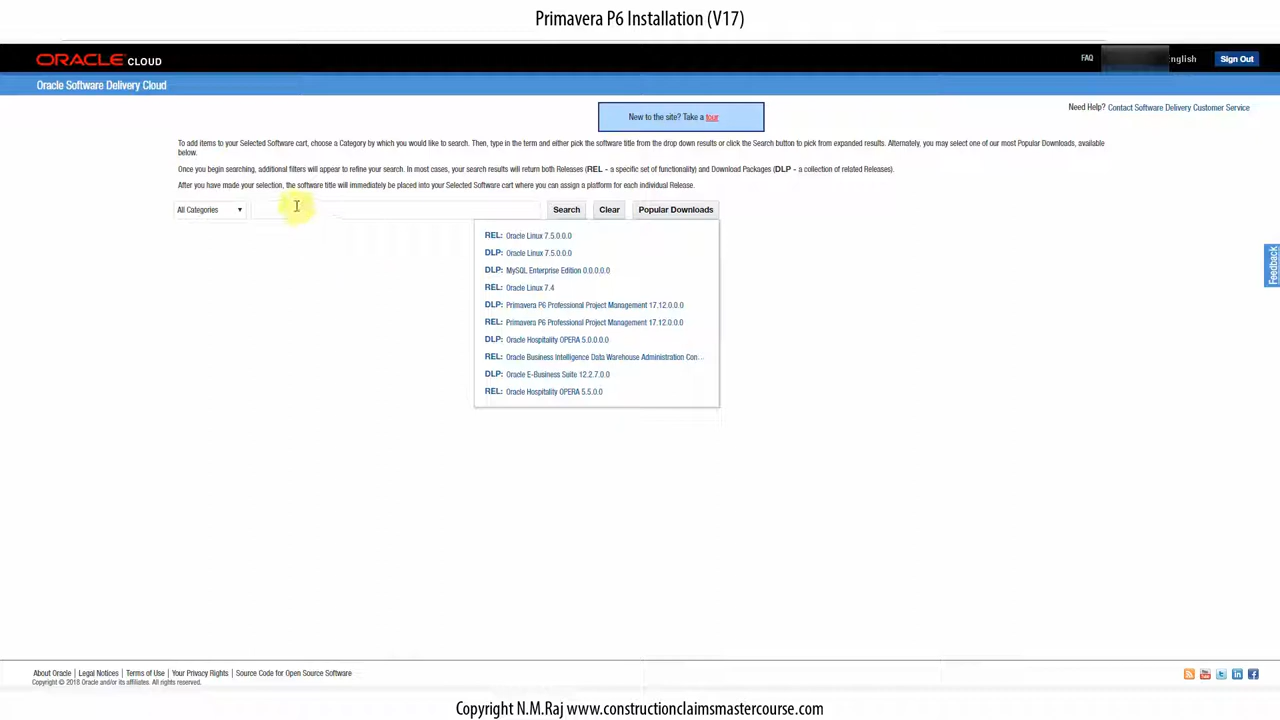 Primavera P6 Installation (V17)
ORACLE CLOUD
FAQ
nglish
Sign Out
Oracle Software Delivery Cloud
Need Help? Contact Software Delivery Customer Service
New to the site? Take a tour
To add items to your Selected Software cart, choose a Category by which you would like to search. Then, type in the term and either pick the software title from the drop down results or click the Search button to pick from expanded results. Alternately, you may select one of our most Popular Downloads, available
below.
Once you begin searching, additional filters will appear to refine your search. In most cases, your search results will return both Releases (REL - a specific set of functionality) and Download Packages (DLP - a collection of related Releases).
After you have made your selection, the software title will immediately be placed into your Selected Software cart where you can assign a platform for each individual Release.
All Categories
Search
Clear
Popular Downloads
REL: Oracle Linux 7.5.0.0.0
DLP: Oracle Linux 7.5.0.0.0
DLP: MySQL Enterprise Edition 0.0.0.0.0
REL: Oracle Linux 7.4
DLP: Primavera P6 Professional Project Management 17.12.0.0.0
REL: Primavera P6 Professional Project Management 17.12.0.0.0
DLP: Oracle Hospitality OPERA 5.0.0.0.0
REL: Oracle Business Intelligence Data Warehouse Administration Con...
DLP: Oracle E-Business Suite 12.2.7.0.0
REL: Oracle Hospitality OPERA 5.5.0.0
Feedback
About Oracle | Legal Notices | Terms of Use | Your Privacy Rights | Source Code for Open Source Software
Copyright © 2018 Oracle and/or its affiliates. All rights reserved.
Copyright N.M.Raj www.constructionclaimsmastercourse.com